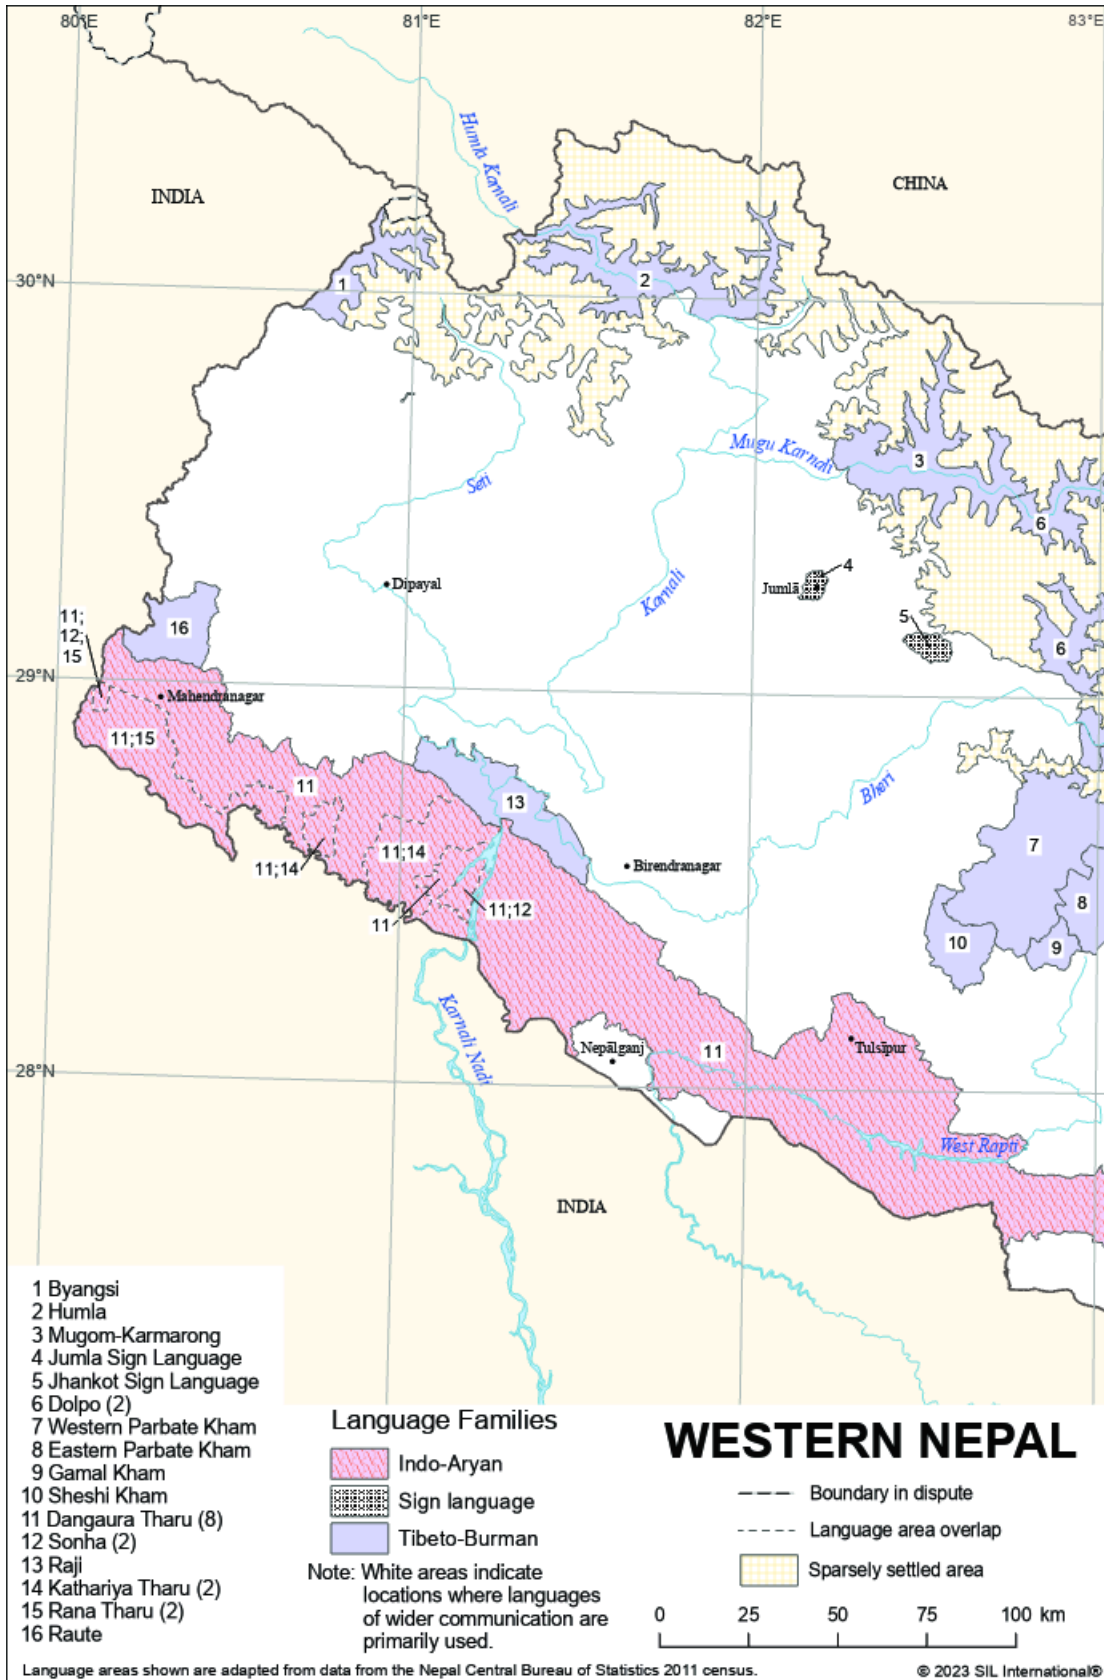 80°E
81°E
82°E
83°E
Humla Karnali
CHINA
INDIA
30°N
1
2
Mugu Karnali
3
Seti
6
Dipayal
Karnali
Jumlā
4
5
11;
12;
15
16
6
29°N
Mahendranagar
11;15
11
13
Bheri
11;14
11;14
Birendranagar
7
11
11;12
8
10
9
Karnali Nadi
Nepālganj
11
Tulsīpur
28°N
West Rapti
INDIA
1 Byangsi
2 Humla
3 Mugom-Karmarong
4 Jumla Sign Language
5 Jhankot Sign Language
6 Dolpo (2)
7 Western Parbate Kham
8 Eastern Parbate Kham
9 Gamal Kham
10 Sheshi Kham
11 Dangaura Tharu (8)
12 Sonha (2)
13 Raji
14 Kathariya Tharu (2)
15 Rana Tharu (2)
16 Raute
Language Families
Indo-Aryan
Sign language
Tibeto-Burman
Note: White areas indicate
locations where languages
of wider communication are
primarily used.
WESTERN NEPAL
Boundary in dispute
Language area overlap
Sparsely settled area
0 25 50 75 100 km
Language areas shown are adapted from data from the Nepal Central Bureau of Statistics 2011 census.
© 2023 SIL International®